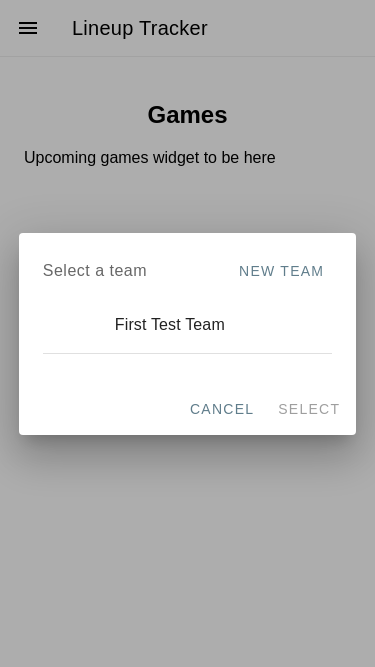 Lineup Tracker
Games
Upcoming games widget to be here
Select a team
NEW TEAM
First Test Team
CANCEL
SELECT